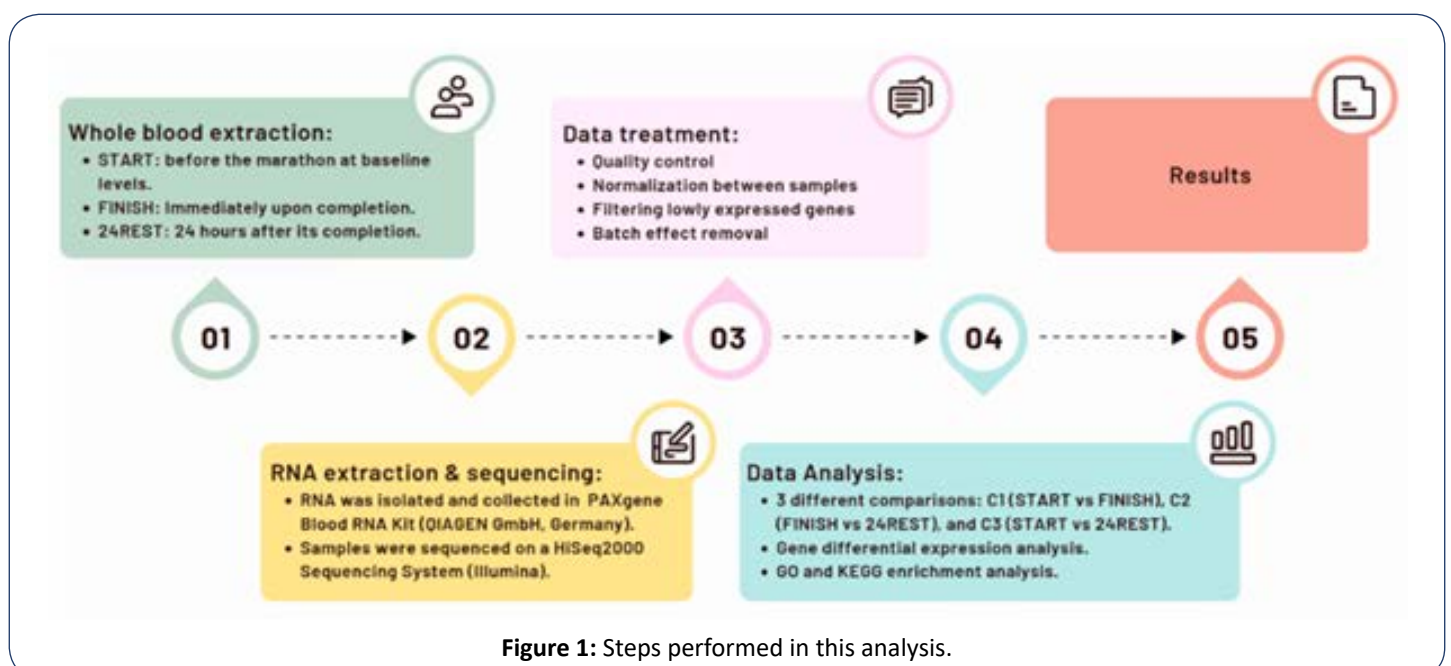 Whole blood extraction:
• START: before the marathon at baseline
levels.
• FINISH: Immediately upon completion.
• 24REST: 24 hours after its completion.
Data treatment:
• Quality control
• Normalization between samples
• Filtering lowly expressed genes
• Batch effect removal
Results
01
02
03
04
05
RNA extraction & sequencing:
• RNA was isolated and collected in PAXgene
Blood RNA Kit (QIAGEN GmbH, Germany).
• Samples were sequenced on a HiSeq2000
Sequencing System (Illumina).
Data Analysis:
• 3 different comparisons: C1 (START vs FINISH), C2
(FINISH vs 24REST), and C3 (START vs 24REST).
• Gene differential expression analysis.
• GO and KEGG enrichment analysis.
Figure 1: Steps performed in this analysis.